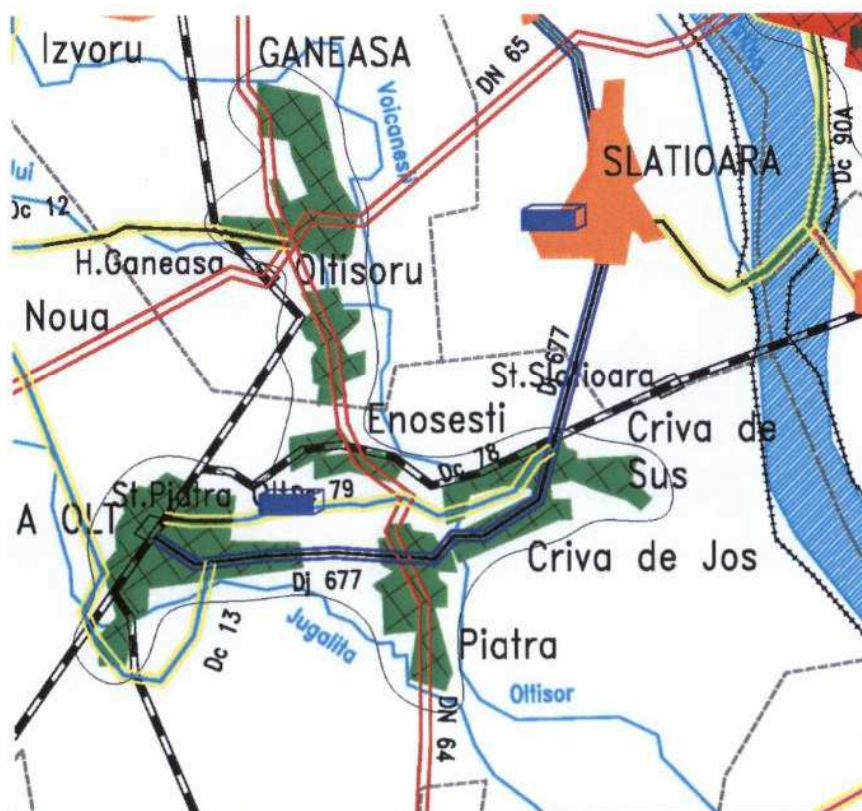 Izvoru
GANEASA
DN 65
Voicanesti
SLATIOARA
Dc 90A
lui
Dc 12
H.Ganeasa
Oltisoru
Noua
Dj 677
St.Slatioara
Enosesti
Criva de
Sus
Dc 78
St.Piatra Olt
79
A OLT
Criva de Jos
Dj 677
Dc 13
Jugalita
Piatra
Oltisor
DN 64